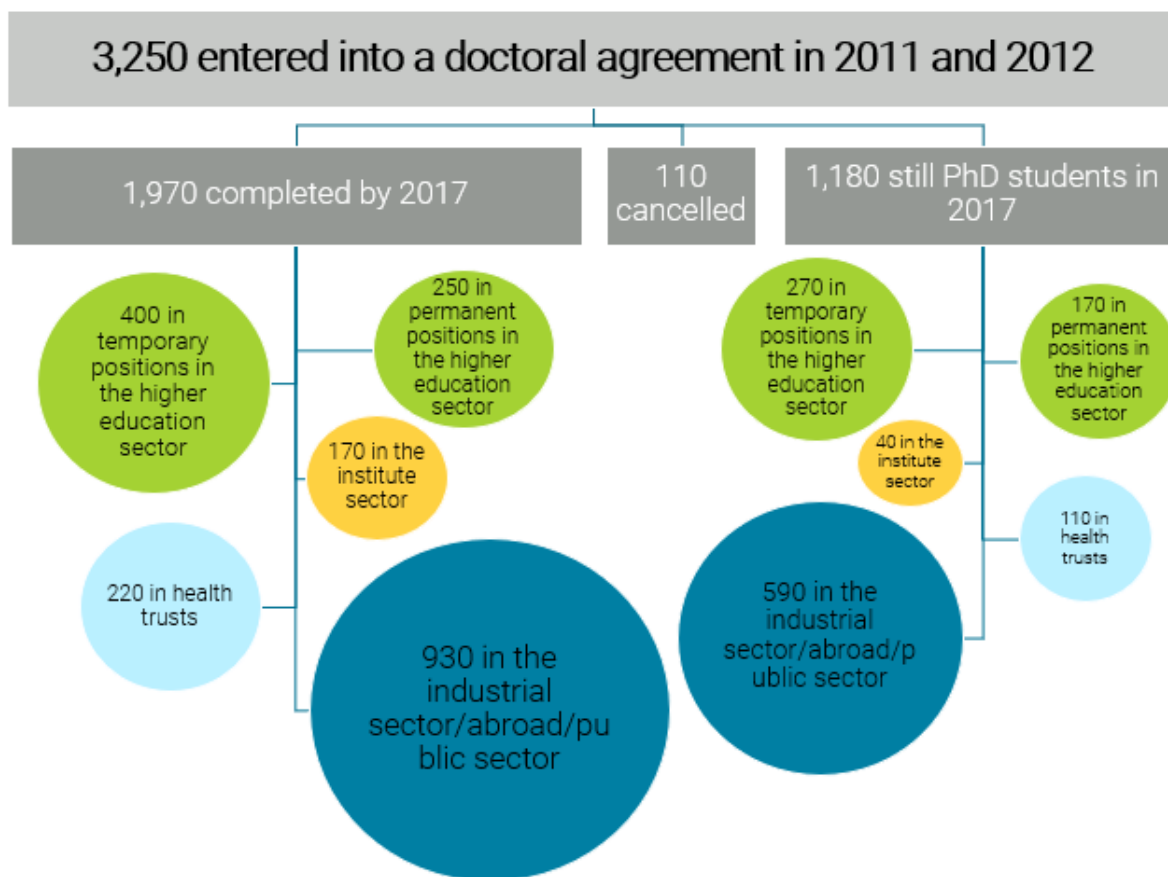 3,250 entered into a doctoral agreement in 2011 and 2012
1,970 completed by 2017
110
cancelled
1,180 still PhD students in
2017
400 in
temporary
positions in
the higher
education
sector
250 in
permanent
positions in
the higher
education
sector
170 in the
institute
sector
220 in health
trusts
930 in the
industrial
sector/abroad/pu
blic sector
270 in
temporary
positions in
the higher
education
sector
170 in
permanent
positions in
the higher
education
sector
40 in the
institute
sector
110 in
health
trusts
590 in the
industrial
sector/abroad/p
ublic sector